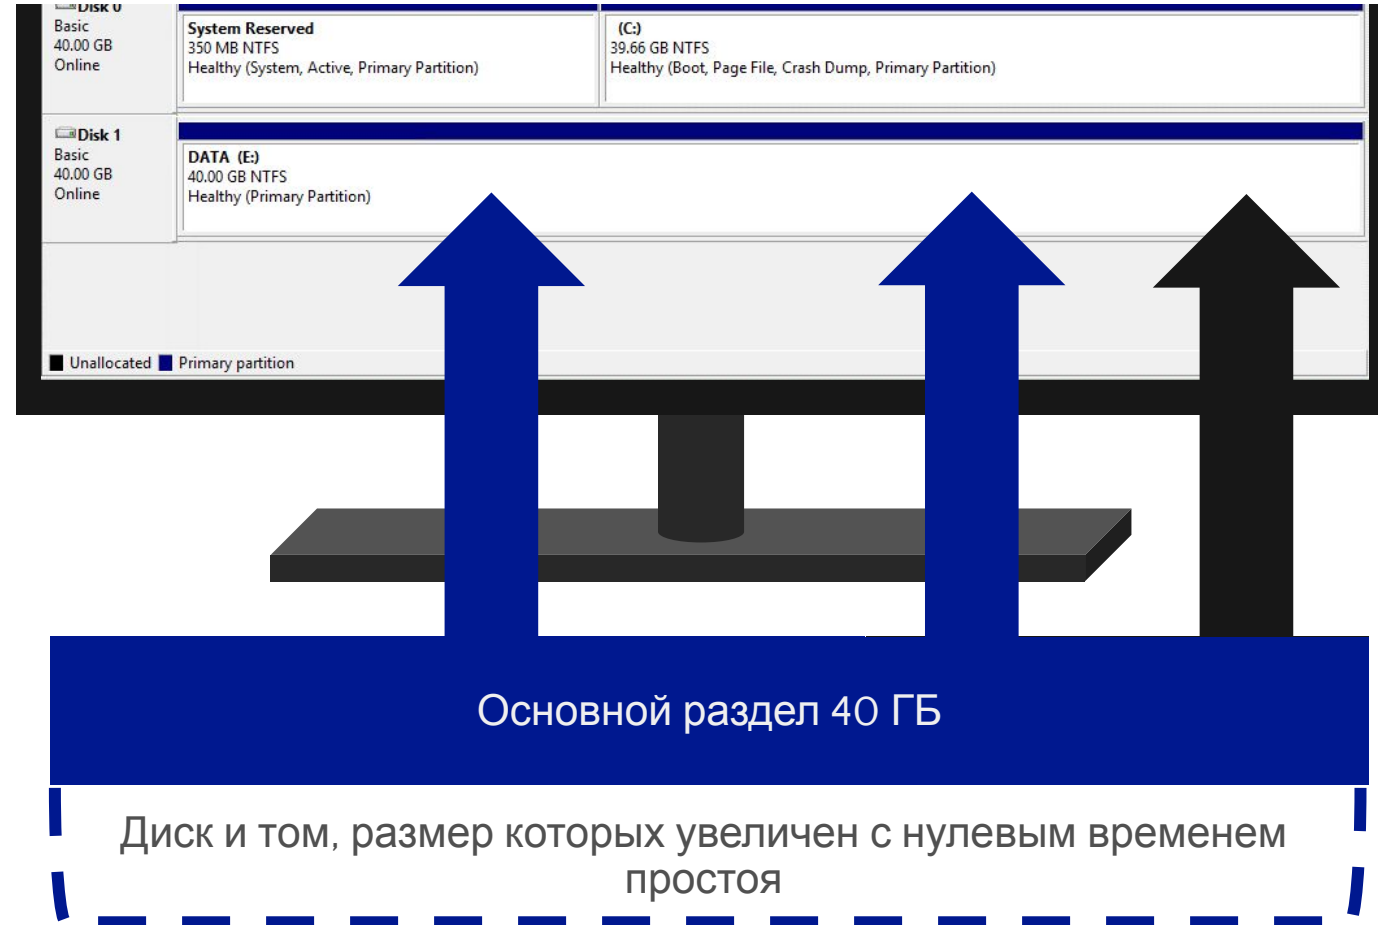 Disk 0
Basic
40.00 GB
Online
System Reserved
350 MB NTFS
Healthy (System, Active, Primary Partition)
(C:)
39.66 GB NTFS
Healthy (Boot, Page File, Crash Dump, Primary Partition)
Disk 1
Basic
40.00 GB
Online
DATA (E:)
40.00 GB NTFS
Healthy (Primary Partition)
Unallocated Primary partition
Основной раздел 40 ГБ
Диск и том, размер которых увеличен с нулевым временем
простоя